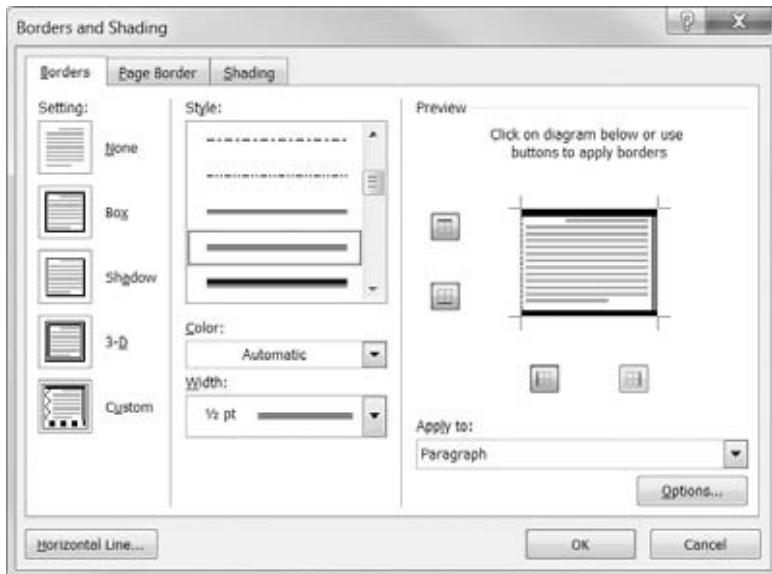 Borders and Shading
Borders
Page Border
Shading
Setting:
None
Box
Shadow
3-D
Custom
Style:
Color:
Automatic
Width:
½ pt
Preview
Click on diagram below or use
buttons to apply borders
Apply to:
Paragraph
Options...
Horizontal Line...
OK
Cancel